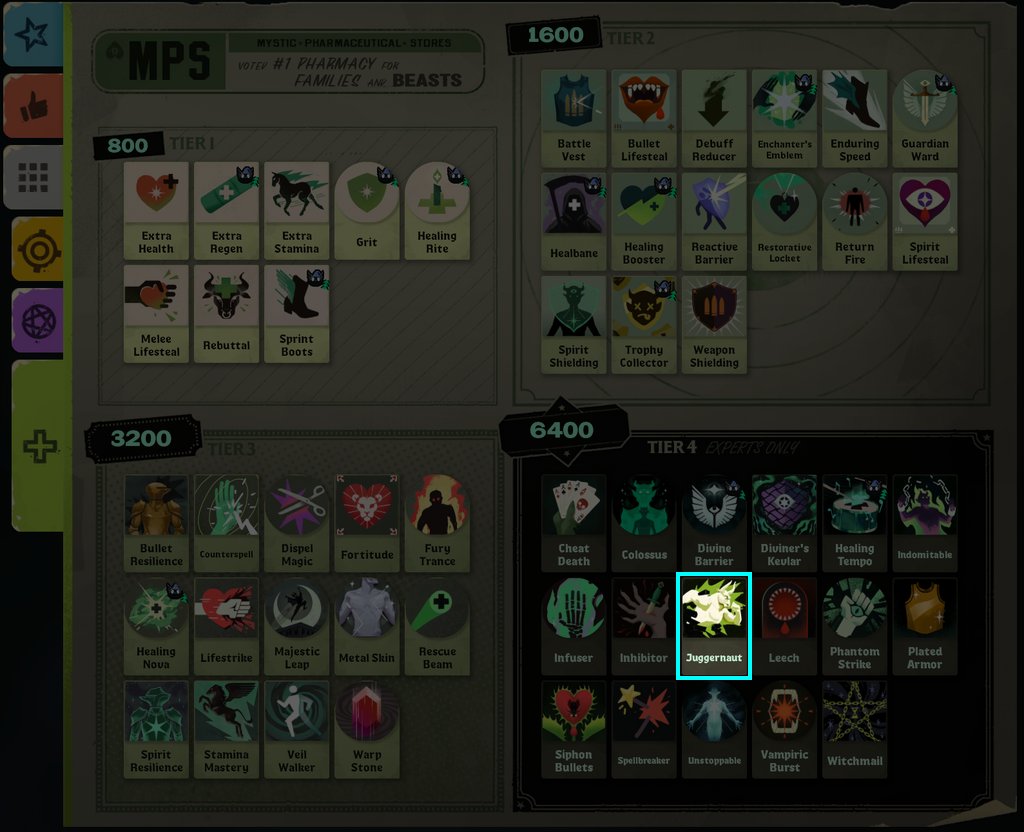 MPS
MYSTIC • PHARMACEUTICAL • STORES
VOTED #1 PHARMACY FOR
FAMILIES AND BEASTS
800
TIER 1
Extra
Health
Extra
Regen
Extra
Stamina
Grit
Healing
Rite
Melee
Lifesteal
Rebuttal
Sprint
Boots
1600
TIER 2
Battle
Vest
Bullet
Lifesteal
Debuff
Reducer
Enchanter's
Emblem
Enduring
Speed
Guardian
Ward
Healbane
Healing
Booster
Reactive
Barrier
Restorative
Locket
Return
Fire
Spirit
Lifesteal
Spirit
Shielding
Trophy
Collector
Weapon
Shielding
3200
TIER 3
Bullet
Resilience
Counterspell
Dispel
Magic
Fortitude
Fury
Trance
Healing
Nova
Lifestrike
Majestic
Leap
Metal Skin
Rescue
Beam
Spirit
Resilience
Stamina
Mastery
Veil
Walker
Warp
Stone
6400
TIER 4 EXPERTS ONLY
Cheat
Death
Colossus
Divine
Barrier
Diviner's
Kevlar
Healing
Tempo
Indomitable
Infuser
Inhibitor
Juggernaut
Leech
Phantom
Strike
Plated
Armor
Siphon
Bullets
Spellbreaker
Unstoppable
Vampiric
Burst
Witchmail